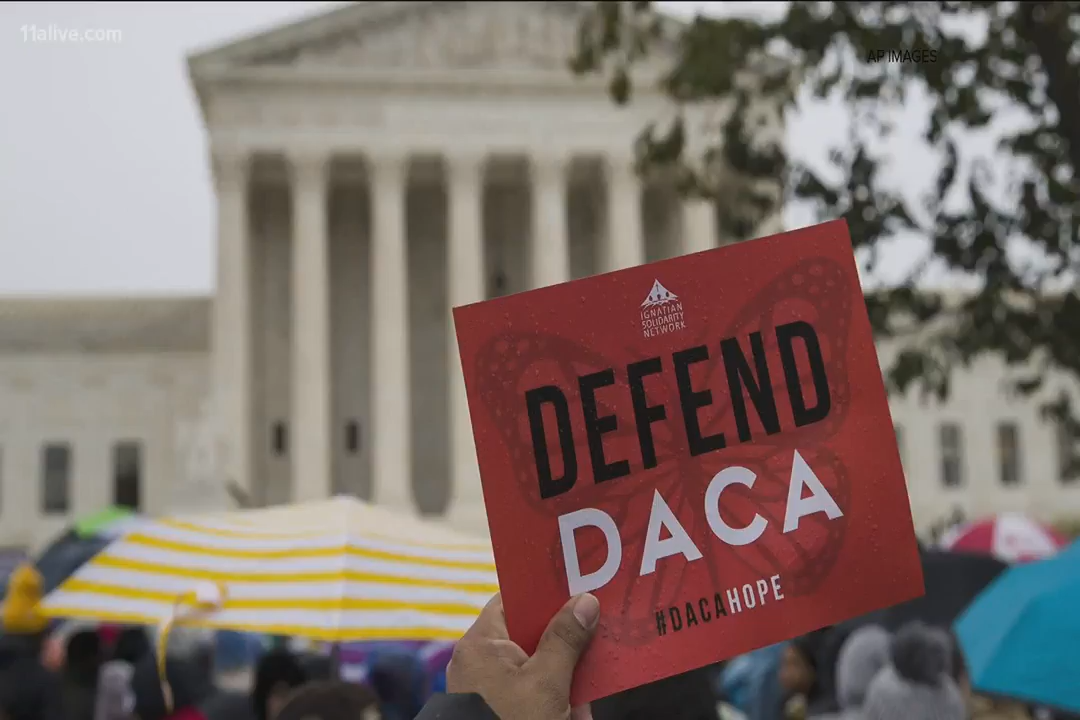 11alive.com
AP IMAGES
IGNATIAN
SOLIDARITY
NETWORK
DEFEND
DACA
#DACAHOPE